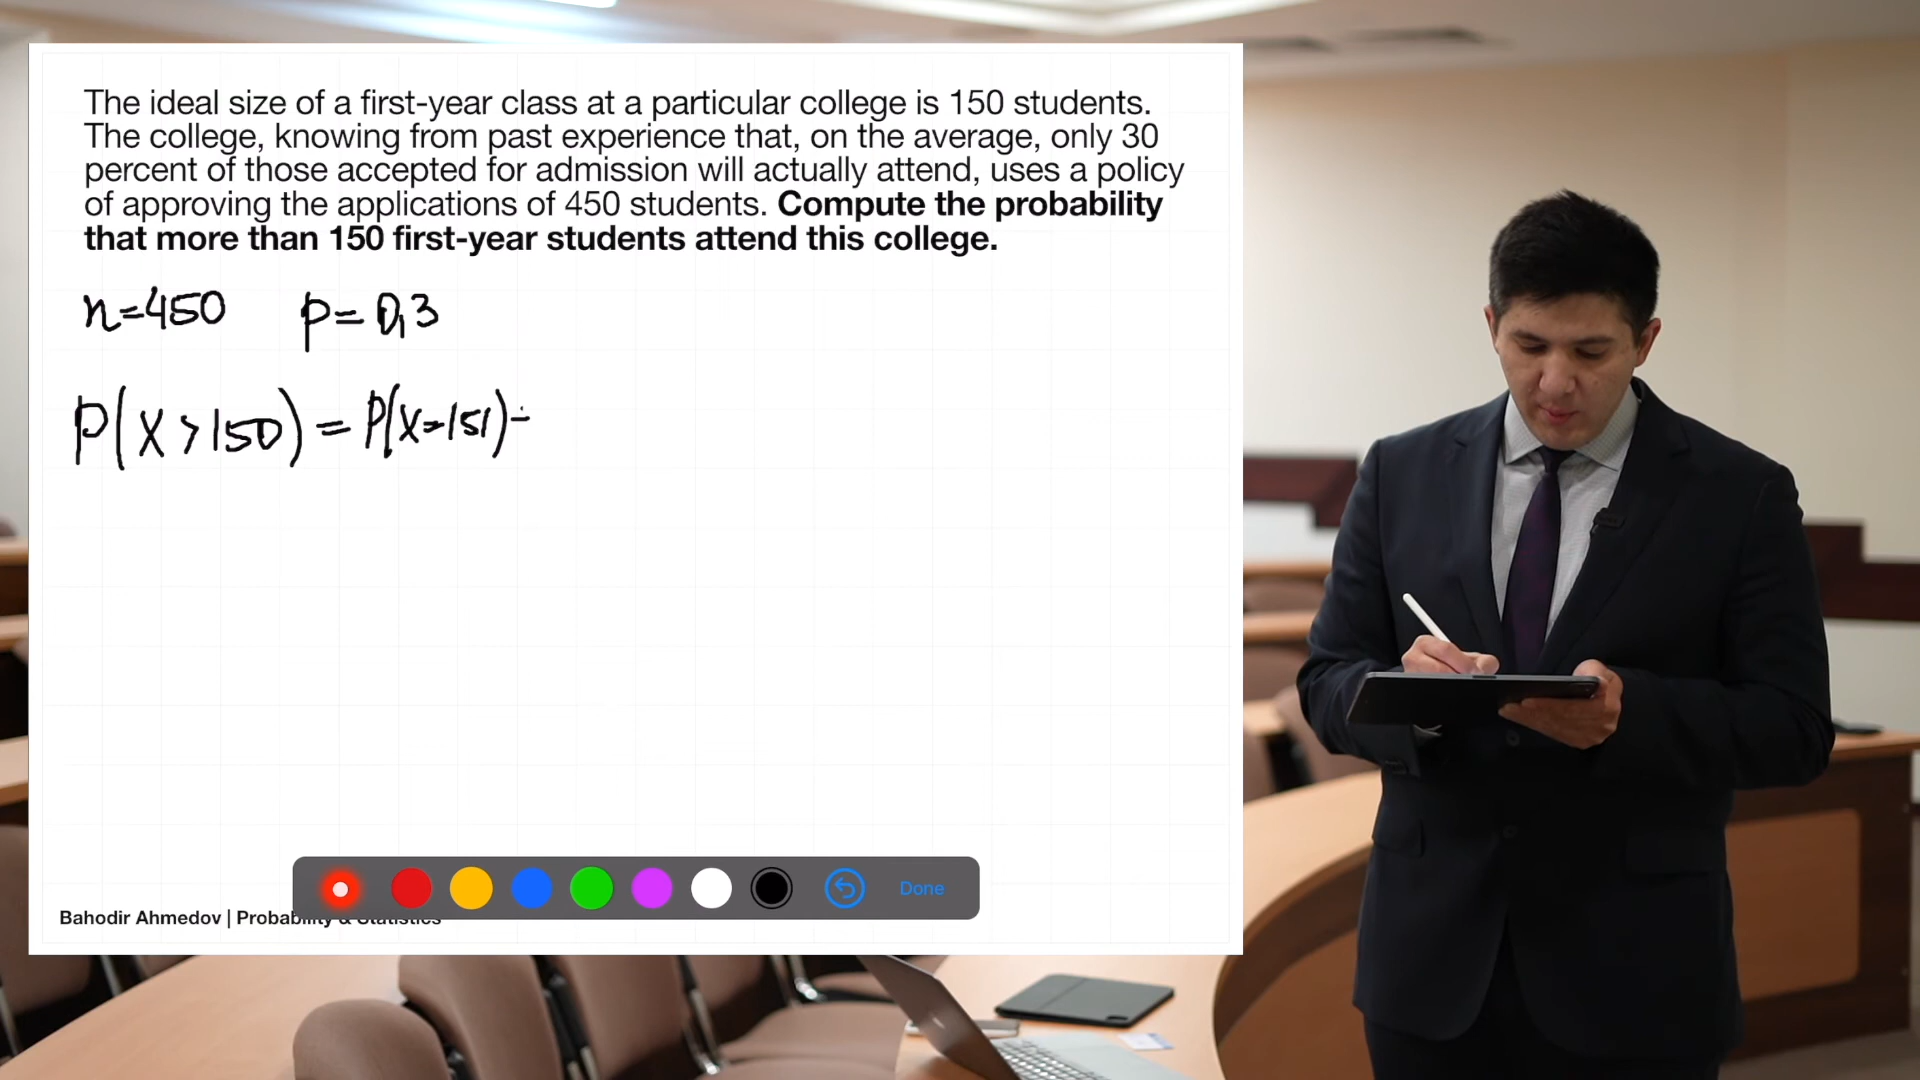 The ideal size of a first-year class at a particular college is 150 students.
The college, knowing from past experience that, on the average, only 30
percent of those accepted for admission will actually attend, uses a policy
of approving the applications of 450 students. Compute the probability
that more than 150 first-year students attend this college.
n=450 p=0,3
P(X>150)=P(X=151)+
Done
Bahodir Ahmedov | Probability & Statistics